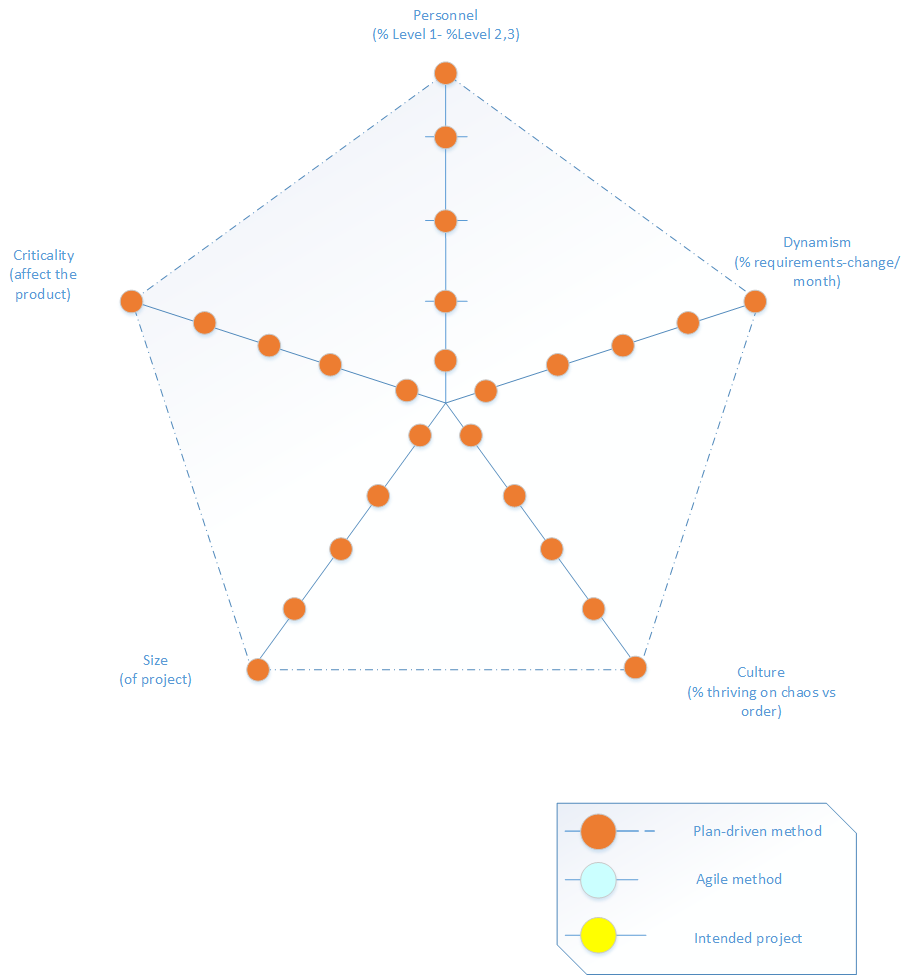 Personnel
(% Level 1- %Level 2,3)
Dynamism
(% requirements-change/
month)
Criticality
(affect the
product)
Size
(of project)
Culture
(% thriving on chaos vs
order)
Plan-driven method
Agile method
Intended project